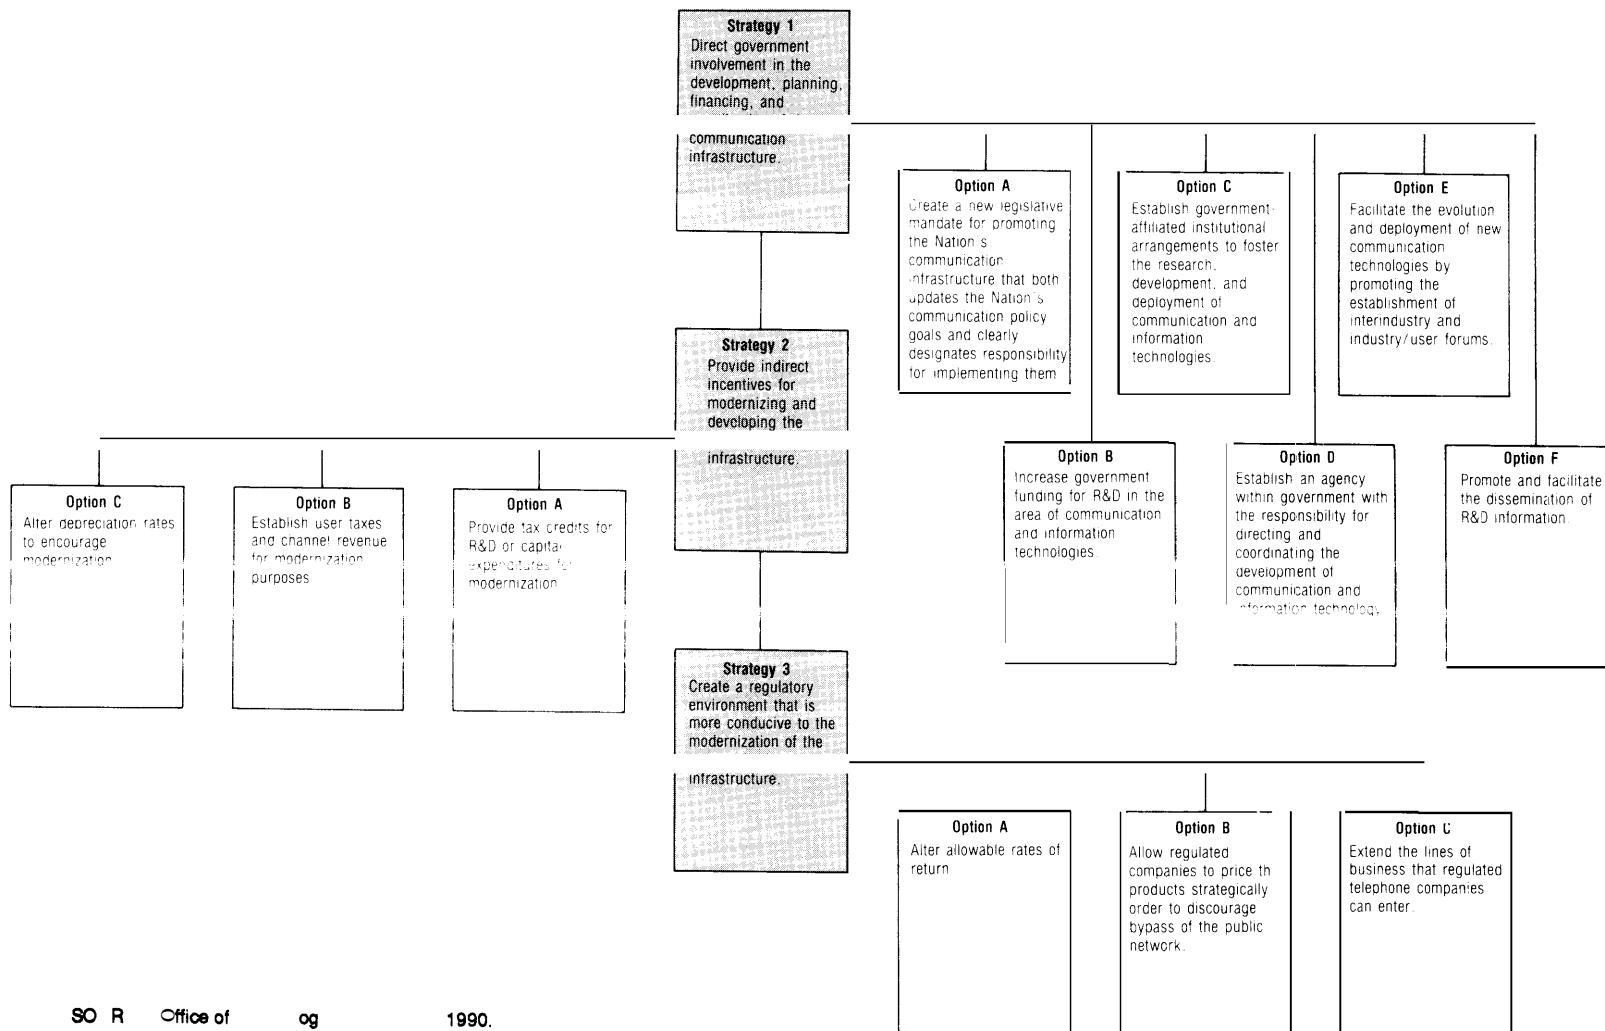 Strategy 1
Direct government
involvement in the
development, planning,
financing, and
communication
infrastructure.
Option A
Create a new legislative
mandate for promoting
the Nation's
communication
infrastructure that both
updates the Nation's
communication policy
goals and clearly
designates responsibility
for implementing them
Option C
Establish government-
affiliated institutional
arrangements to foster
the research,
development, and
deployment of
communication and
information
technologies.
Option E
Facilitate the evolution
and deployment of new
communication
technologies by
promoting the
establishment of
interindustry and
industry/user forums.
Option B
Increase government
funding for R&D in the
area of communication
and information
technologies.
Option D
Establish an agency
within government with
the responsibility for
directing and
coordinating the
development of
communication and
information technology
Option F
Promote and facilitate
the dissemination of
R&D information.
Strategy 2
Provide indirect
incentives for
modernizing and
developing the
infrastructure.
Option C
Alter depreciation rates
to encourage
modernization
Option B
Establish user taxes
and channel revenue
for modernization
purposes
Option A
Provide tax credits for
R&D or capital
expenditures for
modernization
Strategy 3
Create a regulatory
environment that is
more conducive to the
modernization of the
infrastructure.
Option A
Alter allowable rates of
return
Option B
Allow regulated
companies to price th
products strategically
order to discourage
bypass of the public
network.
Option C
Extend the lines of
business that regulated
telephone companies
can enter.
SO R Office of og 1990.